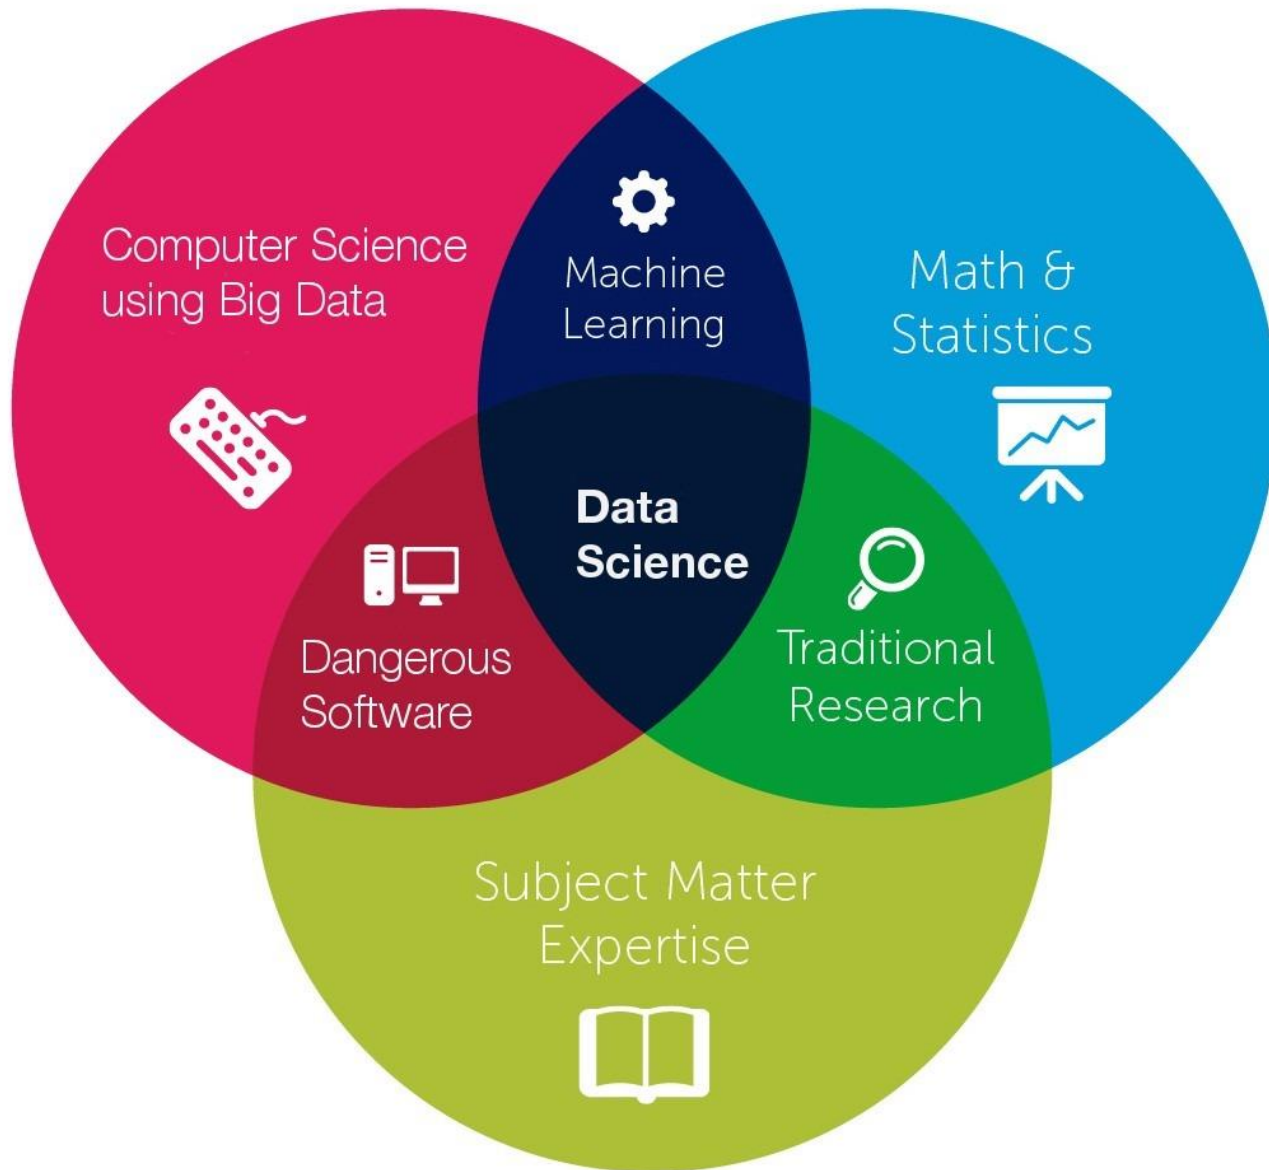 Computer Science
using Big Data
Machine
Learning
Math &
Statistics
Data
Science
Dangerous
Software
Traditional
Research
Subject Matter
Expertise